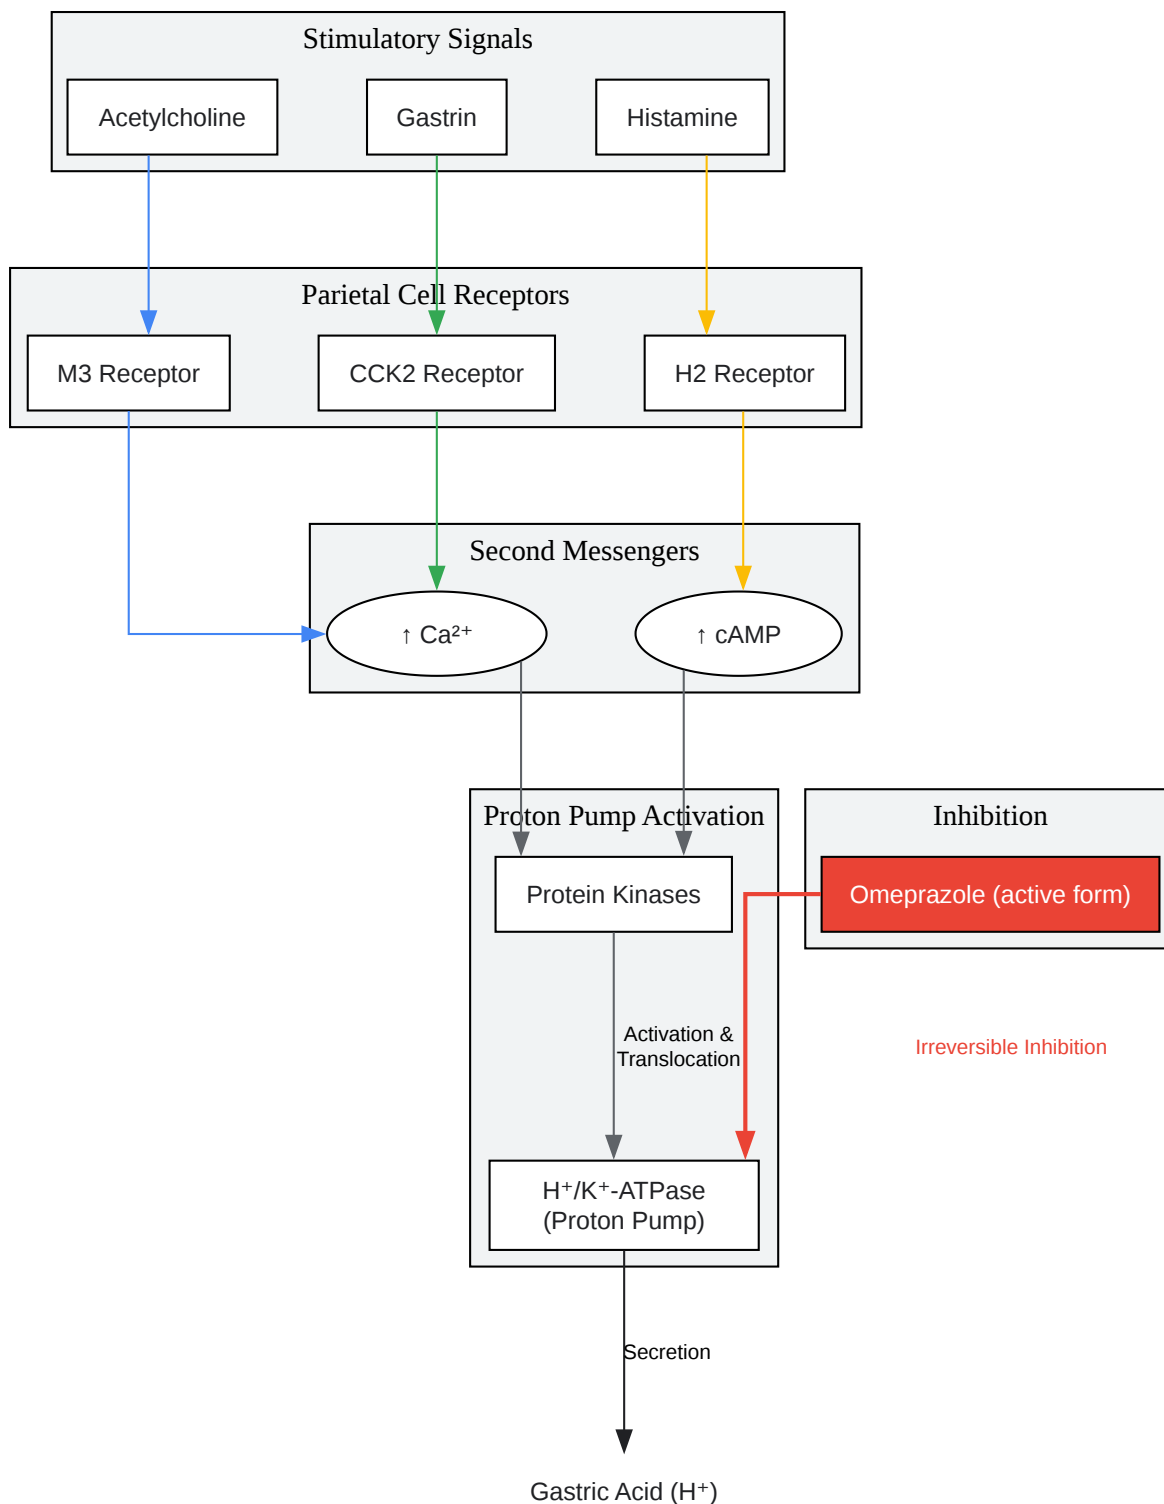 Stimulatory Signals
Acetylcholine
Gastrin
Histamine
Parietal Cell Receptors
M3 Receptor
CCK2 Receptor
H2 Receptor
Second Messengers
↑ Ca²⁺
↑ cAMP
Proton Pump Activation
Inhibition
Protein Kinases
Omeprazole (active form)
Activation &
Translocation
Irreversible Inhibition
H⁺/K⁺-ATPase
(Proton Pump)
Secretion
Gastric Acid (H⁺)